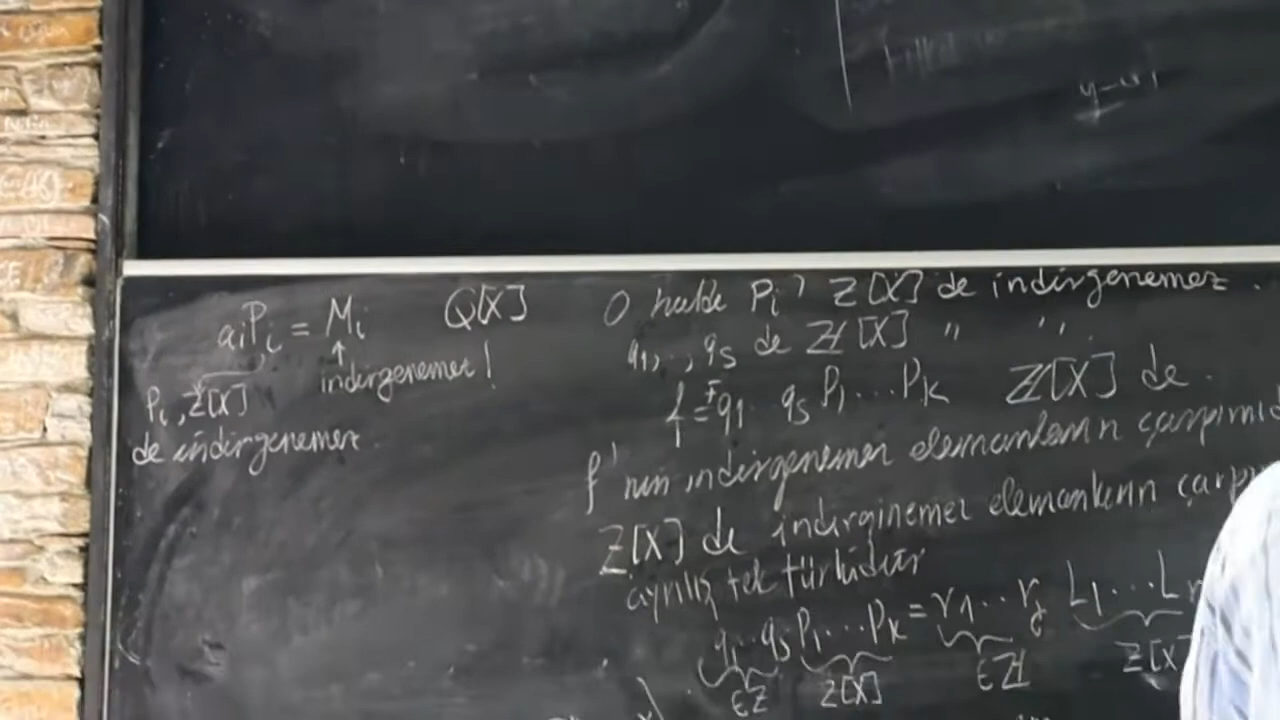 aᵢPᵢ = Mᵢ Q[X]
↑
indirgenemez!
Pᵢ, Z[X]
de indirgenemez.
O halde Pᵢ, Z[X] de indirgenemez.
q₁,.., qs de Z[X] " "
f = ∓q₁ qs P₁...Pk Z[X] de.
f'nin indirgenemez elemanların çarpımı
Z[X] de indirginemez elemanların
ayrılış tek türlüdür
q₁..qs P₁...Pk = r₁...rj L₁...L
∈Z Z[X] ∈Z Z[X]